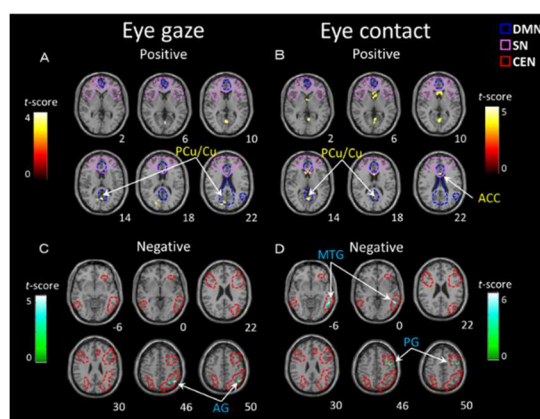 Eye gaze
Eye contact
DMN
SN
CEN
A
Positive
B
Positive
t-score
4
0
2
6
10
t-score
5
0
2
6
10
PCu/Cu
PCu/Cu
ACC
14
18
22
14
18
22
C
Negative
D
Negative
t-score
5
0
-6
0
22
MTG
t-score
6
0
-6
0
22
AG
PG
30
46
50
30
46
50